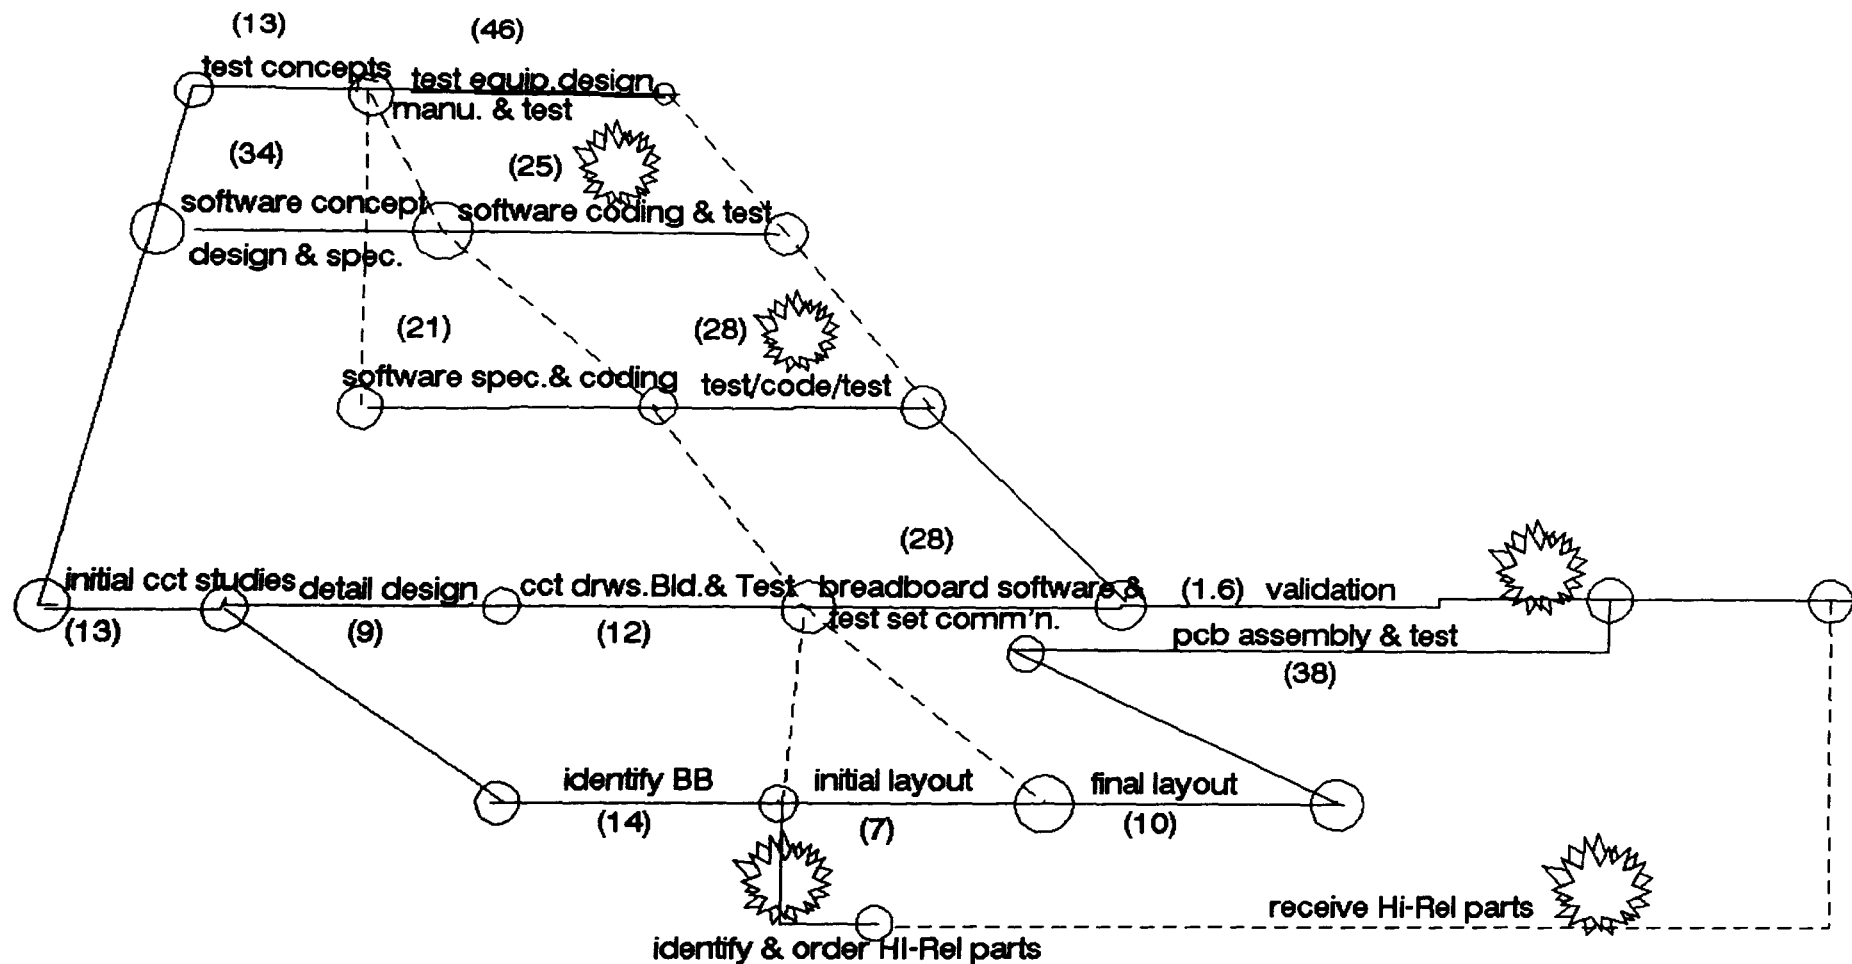 (13)
(46)
test concepts
test equip.design
manu. & test
(34)
(25)
software concept
software coding & test
design & spec.
(21)
(28)
software spec.& coding
test/code/test
(28)
initial cct studies
detail design
cct drws.Bld.& Test
breadboard software &
(1.6) validation
test set comm'n.
(13)
(9)
(12)
pcb assembly & test
(38)
identify BB
initial layout
final layout
(14)
(7)
(10)
receive Hi-Rel parts
identify & order HI-Rel parts